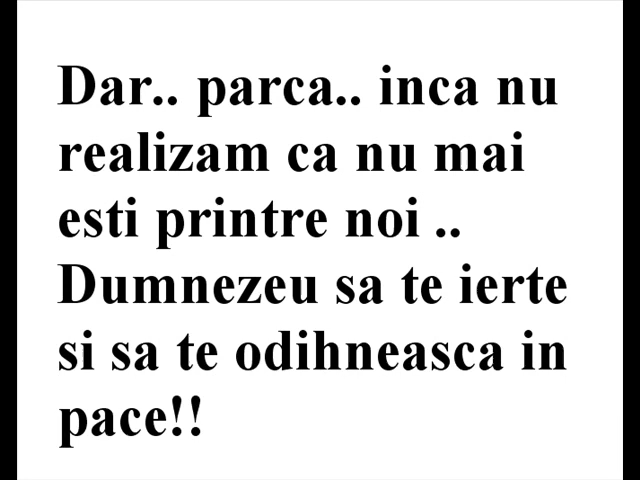 Dar.. parca.. inca nu
realizam ca nu mai
esti printre noi ..
Dumnezeu sa te ierte
si sa te odihneasca in
pace!!